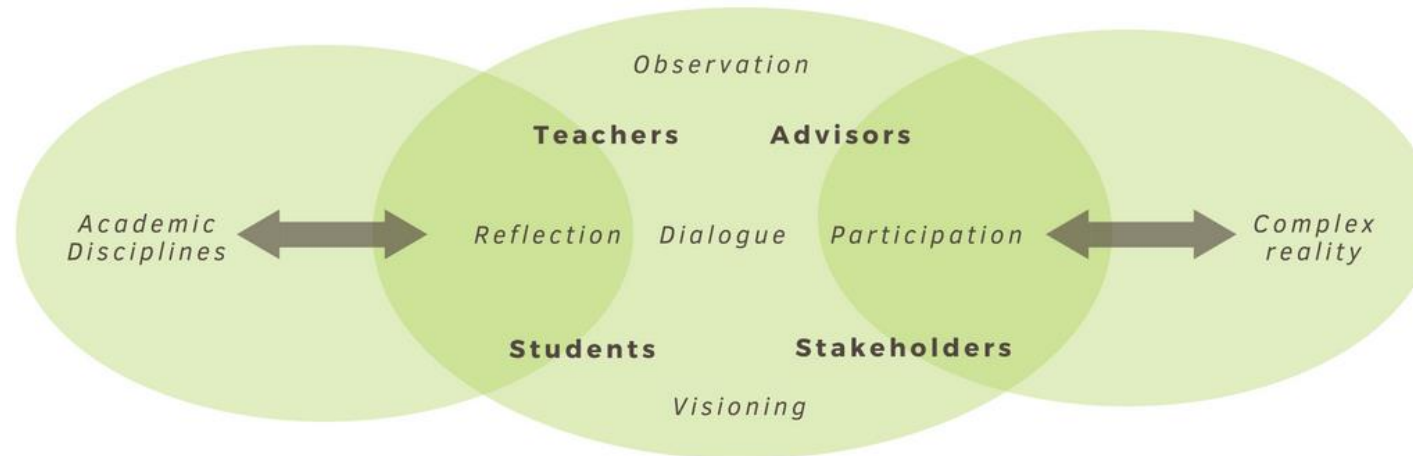 Observation
Teachers Advisors
Academic
Disciplines
Reflection Dialogue Participation
Complex
reality
Students Stakeholders
Visioning